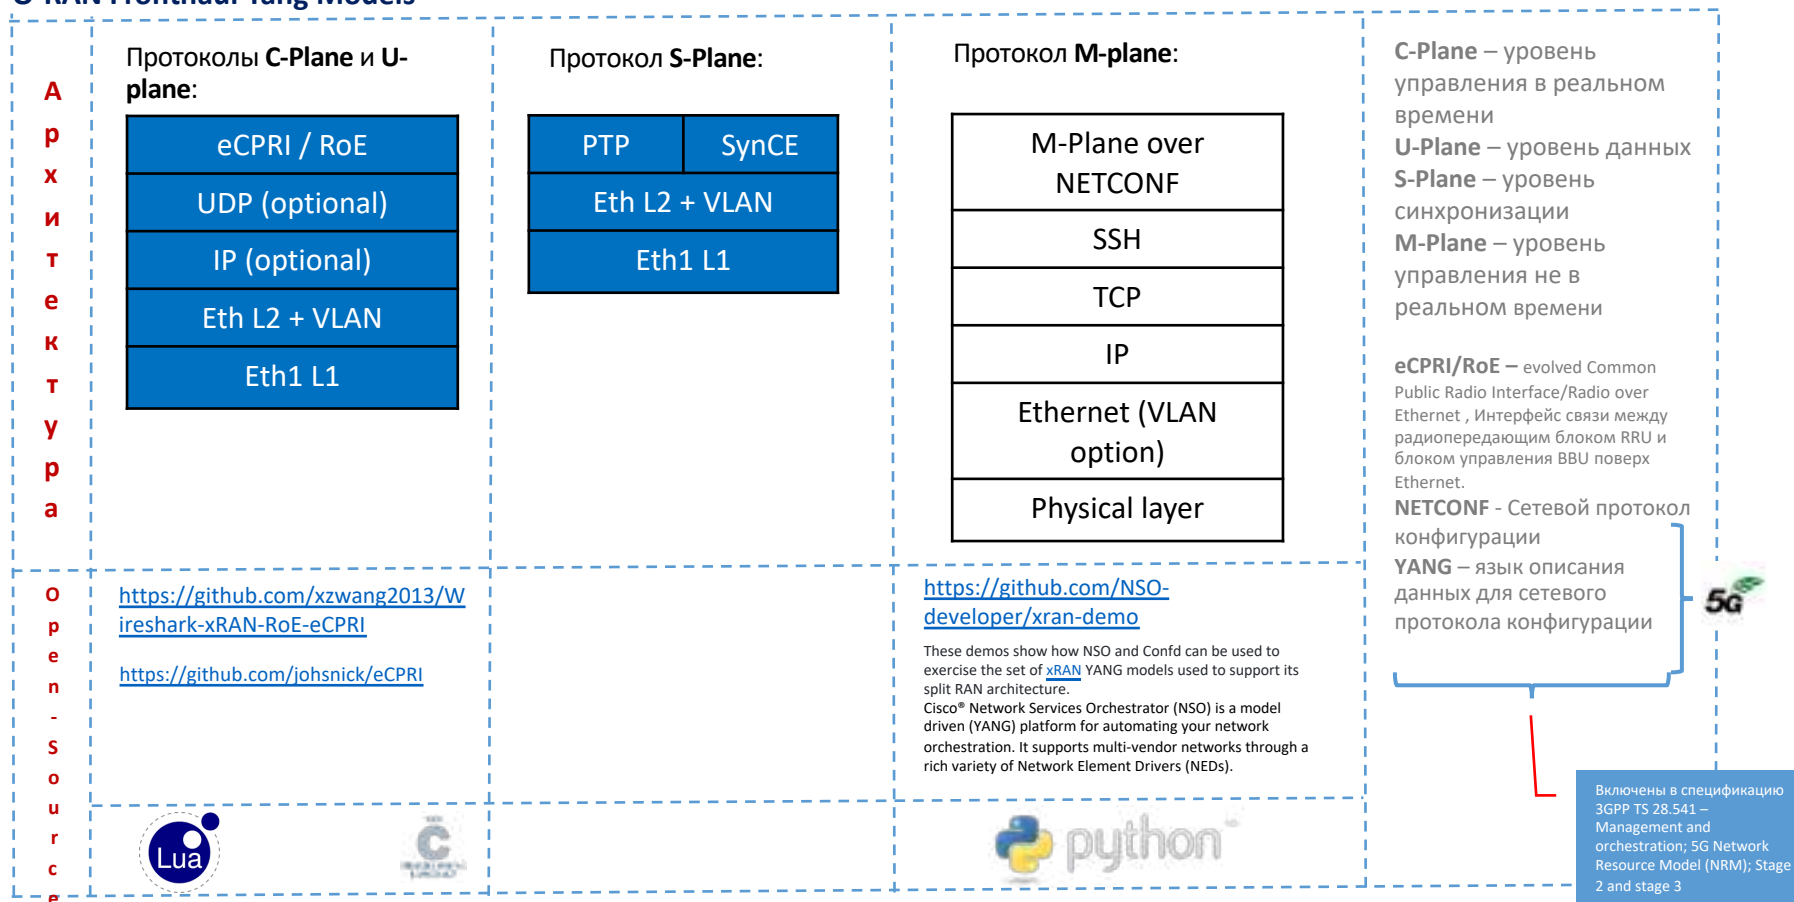 O-RAN Fronthaul Yang Models
Архитектура
Протоколы C-Plane и U-
plane:
eCPRI / RoE
UDP (optional)
IP (optional)
Eth L2 + VLAN
Eth1 L1
Протокол S-Plane:
PTP
SynCE
Eth L2 + VLAN
Eth1 L1
Протокол M-plane:
M-Plane over
NETCONF
SSH
TCP
IP
Ethernet (VLAN
option)
Physical layer
C-Plane – уровень
управления в реальном
времени
U-Plane – уровень данных
S-Plane – уровень
синхронизации
M-Plane – уровень
управления не в
реальном времени
eCPRI/RoE – evolved Common
Public Radio Interface/Radio over
Ethernet , Интерфейс связи между
радиопередающим блоком RRU и
блоком управления BBU поверх
Ethernet.
NETCONF - Сетевой протокол
конфигурации
YANG – язык описания
данных для сетевого
протокола конфигурации
5G
Open-Source
https://github.com/xzwang2013/W
ireshark-xRAN-RoE-eCPRI
https://github.com/johsnick/eCPRI
https://github.com/NSO-
developer/xran-demo
These demos show how NSO and Confd can be used to
exercise the set of xRAN YANG models used to support its
split RAN architecture.
Cisco® Network Services Orchestrator (NSO) is a model
driven (YANG) platform for automating your network
orchestration. It supports multi-vendor networks through a
rich variety of Network Element Drivers (NEDs).
Lua
C
python
Включены в спецификацию
3GPP TS 28.541 –
Management and
orchestration; 5G Network
Resource Model (NRM); Stage
2 and stage 3